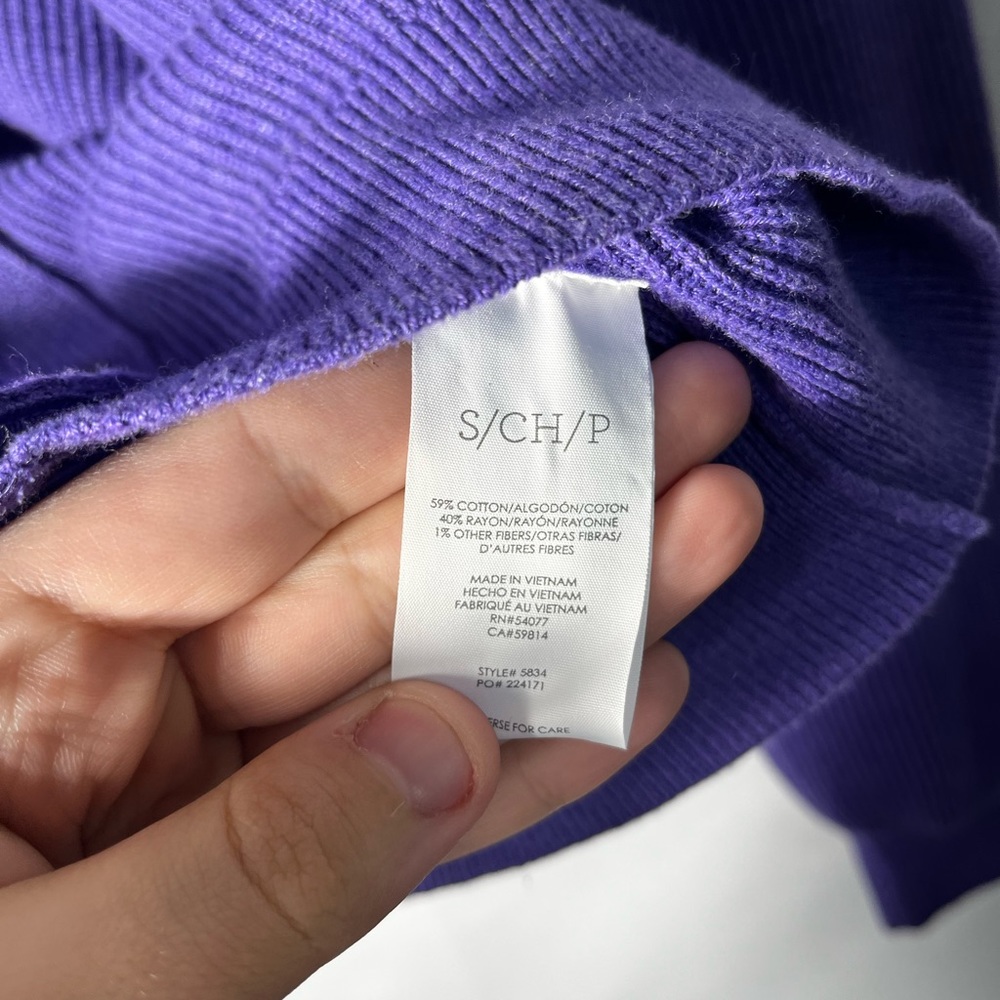 S/CH/P
59% COTTON/ALGODÓN/COTON
40% RAYON/RAYÓN/RAYONNE
1% OTHER FIBERS/OTRAS FIBRAS/
D'AUTRES FIBRES
MADE IN VIETNAM
HECHO EN VIETNAM
FABRIQUÉ AU VIETNAM
RN#54077
CA#59814
STYLE# 5834
PO# 224171
FOR CARE